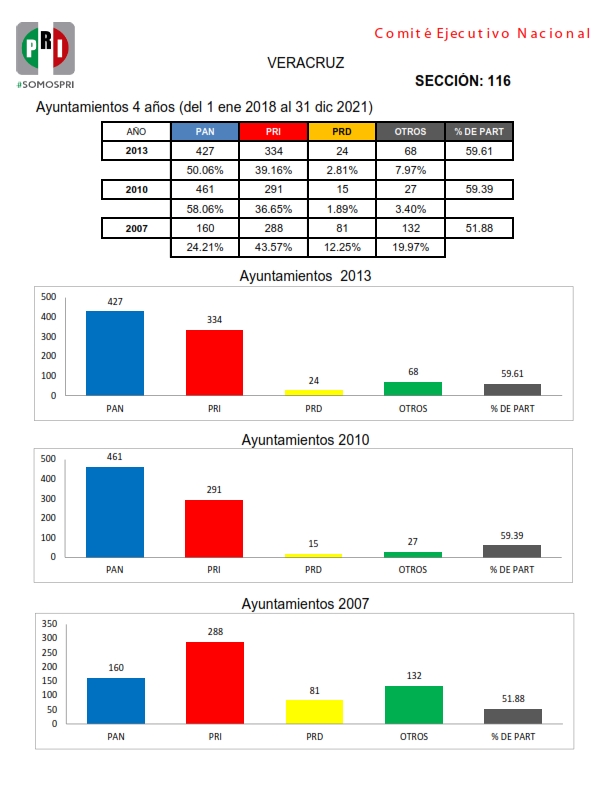 Comité Ejecutivo Nacional
PRI
#SOMOSPRI
VERACRUZ
SECCIÓN: 116
Ayuntamientos 4 años (del 1 ene 2018 al 31 dic 2021)
AÑO PAN PRI PRD OTROS % DE PART
2013 427 334 24 68 59.61
50.06% 39.16% 2.81% 7.97%
2010 461 291 15 27 59.39
58.06% 36.65% 1.89% 3.40%
2007 160 288 81 132 51.88
24.21% 43.57% 12.25% 19.97%
Ayuntamientos 2013
500
400
300
200
100
0
427
334
24
68
59.61
PAN PRI PRD OTROS % DE PART
Ayuntamientos 2010
500
400
300
200
100
0
461
291
15
27
59.39
PAN PRI PRD OTROS % DE PART
Ayuntamientos 2007
350
300
250
200
150
100
50
0
160
288
81
132
51.88
PAN PRI PRD OTROS % DE PART